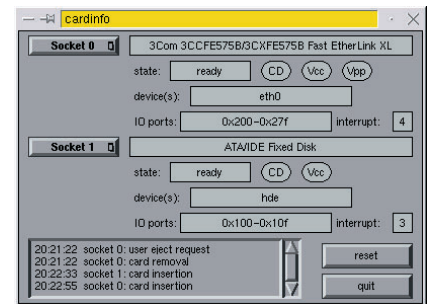 cardinfo
Socket 0 3Com 3CCFE575B/3CXFE575B Fast EtherLink XL
state: ready CD Vcc Vpp
device(s): eth0
IO ports: 0x200-0x27f interrupt: 4
Socket 1 ATA/IDE Fixed Disk
state: ready CD Vcc
device(s): hde
IO ports: 0x100-0x10f interrupt: 3
20:21:22 socket 0: user eject request
20:21:22 socket 0: card removal
20:22:33 socket 1: card insertion
20:22:55 socket 0: card insertion
reset
quit